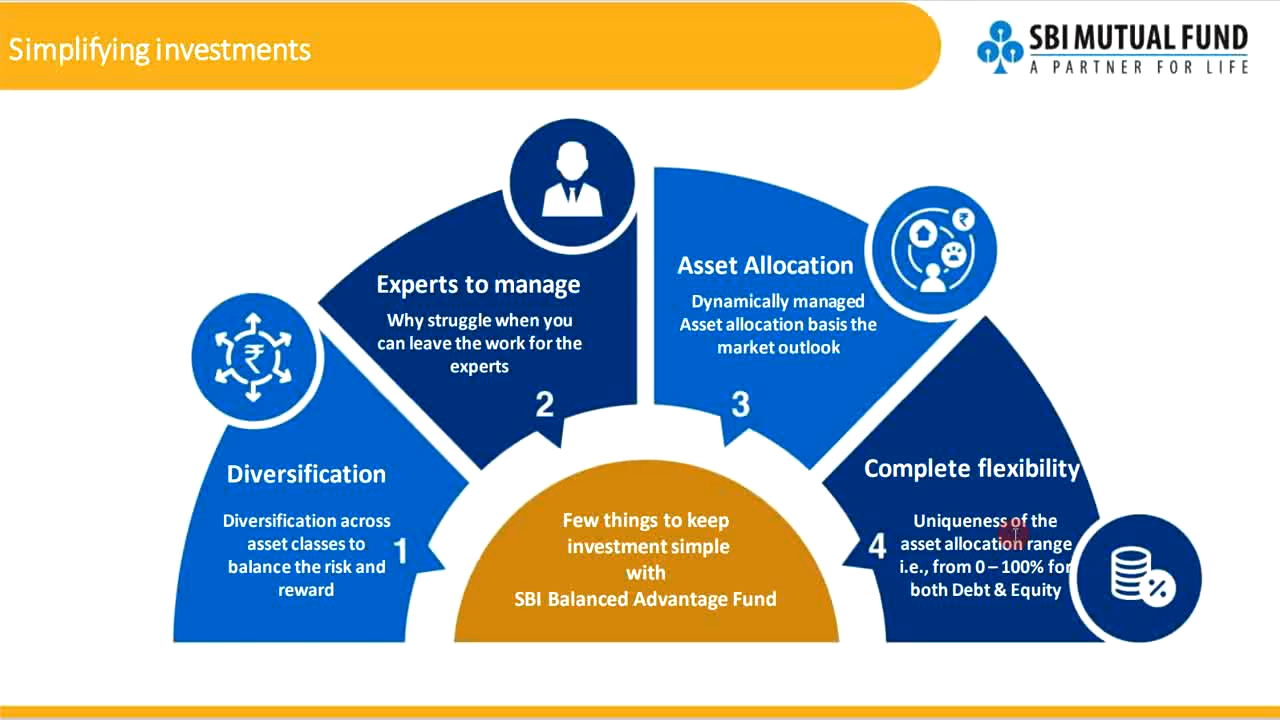 Simplifying investments
SBI MUTUAL FUND
A PARTNER FOR LIFE
Diversification
Diversification across
asset classes to
balance the risk and
reward
1
Experts to manage
Why struggle when you
can leave the work for the
experts
2
Asset Allocation
Dynamically managed
Asset allocation basis the
market outlook
3
Complete flexibility
Uniqueness of the
asset allocation range
i.e., from 0 – 100% for
both Debt & Equity
4
Few things to keep
investment simple
with
SBI Balanced Advantage Fund
₹
₹
%